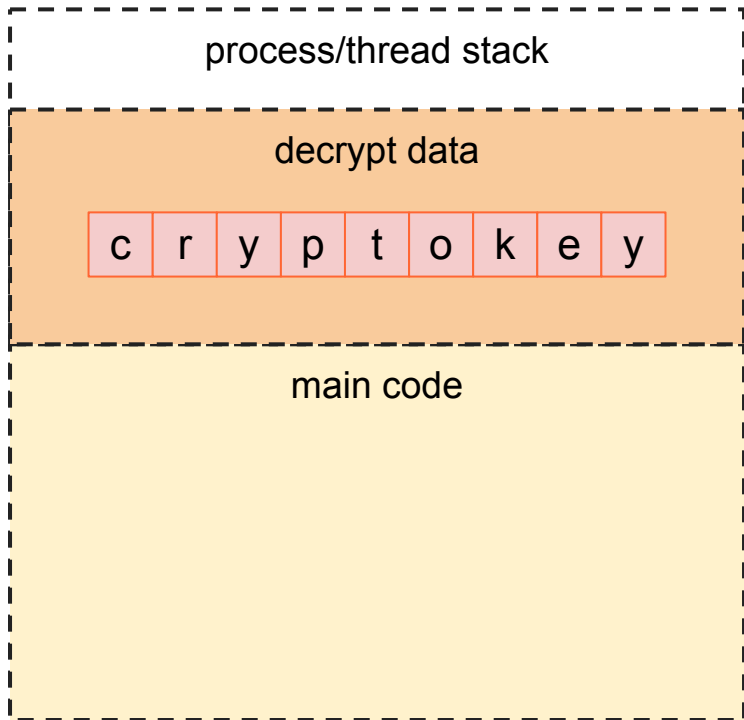 process/thread stack
decrypt data
c r y p t o k e y
main code